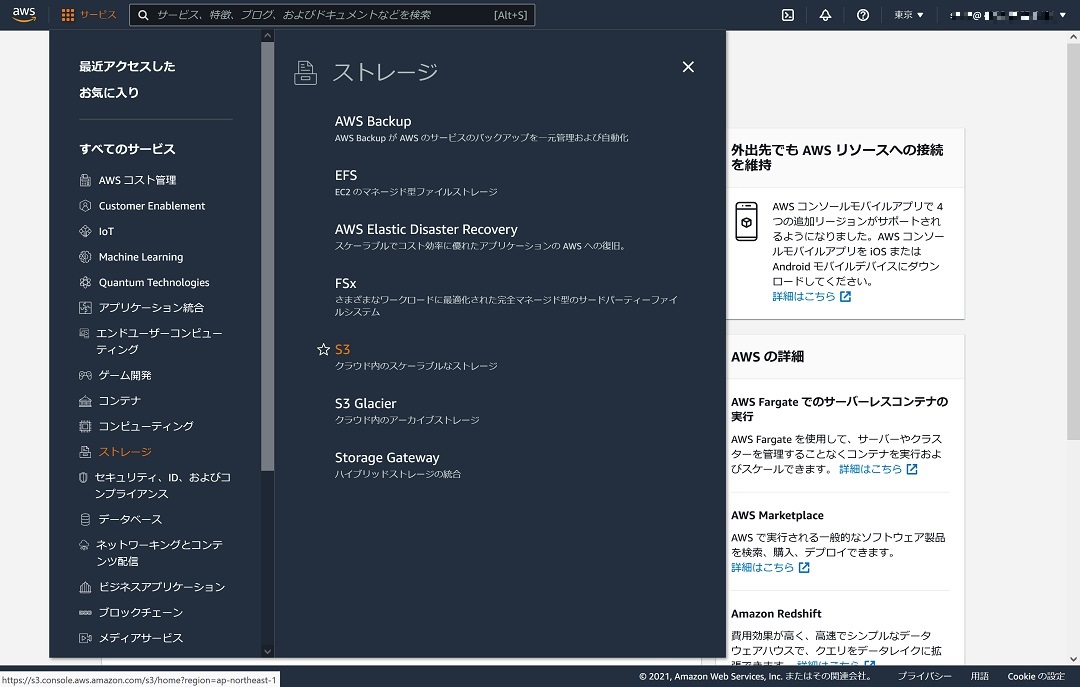 aws
サービス
サービス、特徴、ブログ、およびドキュメントなどを検索
[Alt+S]
東京 ▼
最近アクセスした
お気に入り
すべてのサービス
AWS コスト管理
Customer Enablement
IoT
Machine Learning
Quantum Technologies
アプリケーション統合
エンドユーザーコンピュー
ティング
ゲーム開発
コンテナ
コンピューティング
ストレージ
セキュリティ、ID、およびコ
ンプライアンス
データベース
ネットワーキングとコンテ
ンツ配信
ビジネスアプリケーション
ブロックチェーン
メディアサービス
ストレージ
AWS Backup
AWS Backup が AWS のサービスのバックアップを一元管理および自動化
EFS
EC2 のマネージド型ファイルストレージ
AWS Elastic Disaster Recovery
スケーラブルでコスト効率に優れたアプリケーションの AWS への復旧。
FSx
さまざまなワークロードに最適化された完全マネージド型のサードパーティーファイ
ルシステム
S3
クラウド内のスケーラブルなストレージ
S3 Glacier
クラウド内のアーカイブストレージ
Storage Gateway
ハイブリッドストレージの統合
外出先でも AWS リソースへの接続
を維持
AWS コンソールモバイルアプリで 4
つの追加リージョンがサポートされ
るようになりました。AWS コンソー
ルモバイルアプリを iOS または
Android モバイルデバイスにダウン
ロードしてください。
詳細はこちら
AWS の詳細
AWS Fargate でのサーバーレスコンテナの
実行
AWS Fargate を使用して、サーバーやクラス
ターを管理することなくコンテナを実行およ
びスケールできます。 詳細はこちら
AWS Marketplace
AWS で実行される一般的なソフトウェア製品
を検索、購入、デプロイできます。
詳細はこちら
Amazon Redshift
費用効果が高く、高速でシンプルなデータ
ウェアハウスで、クエリをデータレイクに拡
張できます。 詳細はこちら
https://s3.console.aws.amazon.com/s3/home?region=ap-northeast-1
© 2021, Amazon Web Services, Inc. またはその関連会社。
プライバシー
用語
Cookie の設定